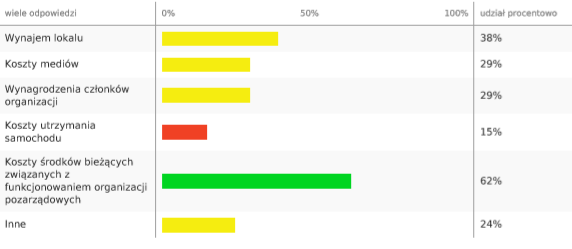 wiele odpowiedzi 0% 50% 100% udział procentowo
Wynajem lokalu 38%
Koszty mediów 29%
Wynagrodzenia członków
organizacji 29%
Koszty utrzymania
samochodu 15%
Koszty środków bieżących
związanych z
funkcjonowaniem organizacji 62%
pozarządowych
Inne 24%